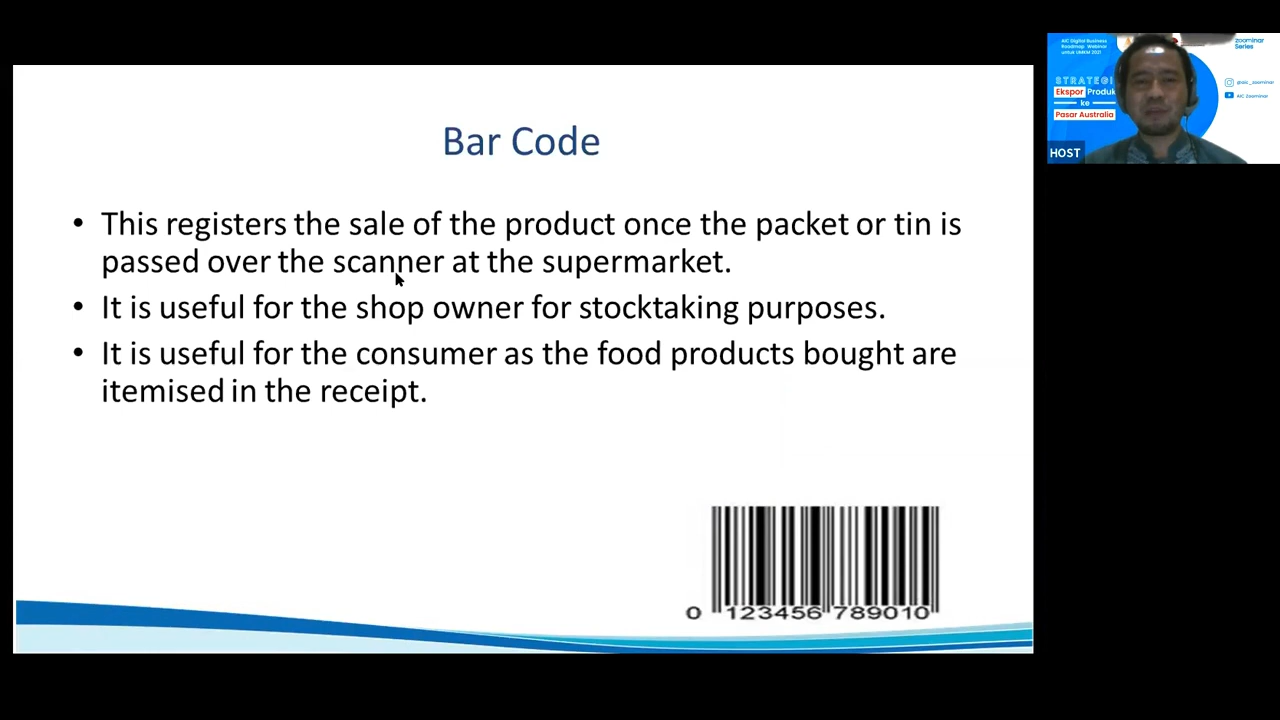 Bar Code
• This registers the sale of the product once the packet or tin is
passed over the scanner at the supermarket.
• It is useful for the shop owner for stocktaking purposes.
• It is useful for the consumer as the food products bought are
itemised in the receipt.
0 123456 789010
AIC Digital Business
Roadmap Webinar
untuk UMKM 2021
STRATEGI
Ekspor Produk
ke
Pasar Australia
zoominar
Series
@aic_zoominar
AIC Zoominar
HOST